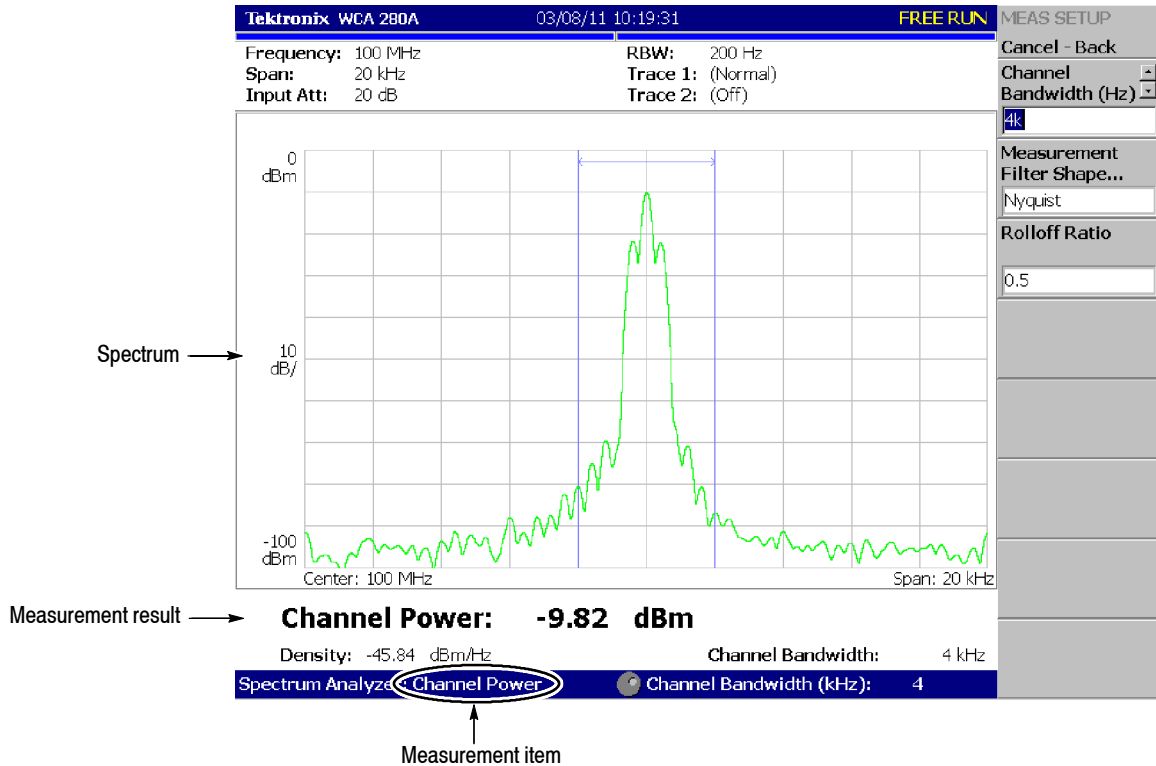 Tektronix WCA 280A 03/08/11 10:19:31 FREE RUN
Frequency: 100 MHz RBW: 200 Hz
Span: 20 kHz Trace 1: (Normal)
Input Att: 20 dB Trace 2: (Off)
MEAS SETUP
Cancel - Back
Channel
Bandwidth (Hz)
4k
Measurement
Filter Shape...
Nyquist
Rolloff Ratio
0.5
0
dBm
Spectrum
10
dB/
-100
dBm
Center: 100 MHz Span: 20 kHz
Measurement result
Channel Power: -9.82 dBm
Density: -45.84 dBm/Hz Channel Bandwidth: 4 kHz
Spectrum Analyzer: Channel Power Channel Bandwidth (kHz): 4
Measurement item